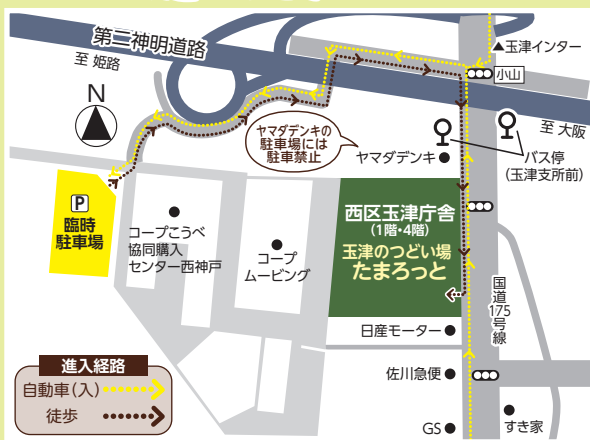 第二神明道路
至 姫路
▲玉津インター
小山
N
至 大阪
ヤマダデンキの
駐車場には
駐車禁止
ヤマダデンキ
バス停
(玉津支所前)
P
臨時
駐車場
コープこうべ
協同購入
センター西神戸
コープ
ムービング
西区玉津庁舎
(1階・4階)
玉津のつどい場
たまろっと
国道175号線
日産モーター
進入経路
自動車(入)
徒歩
佐川急便
GS
すき家